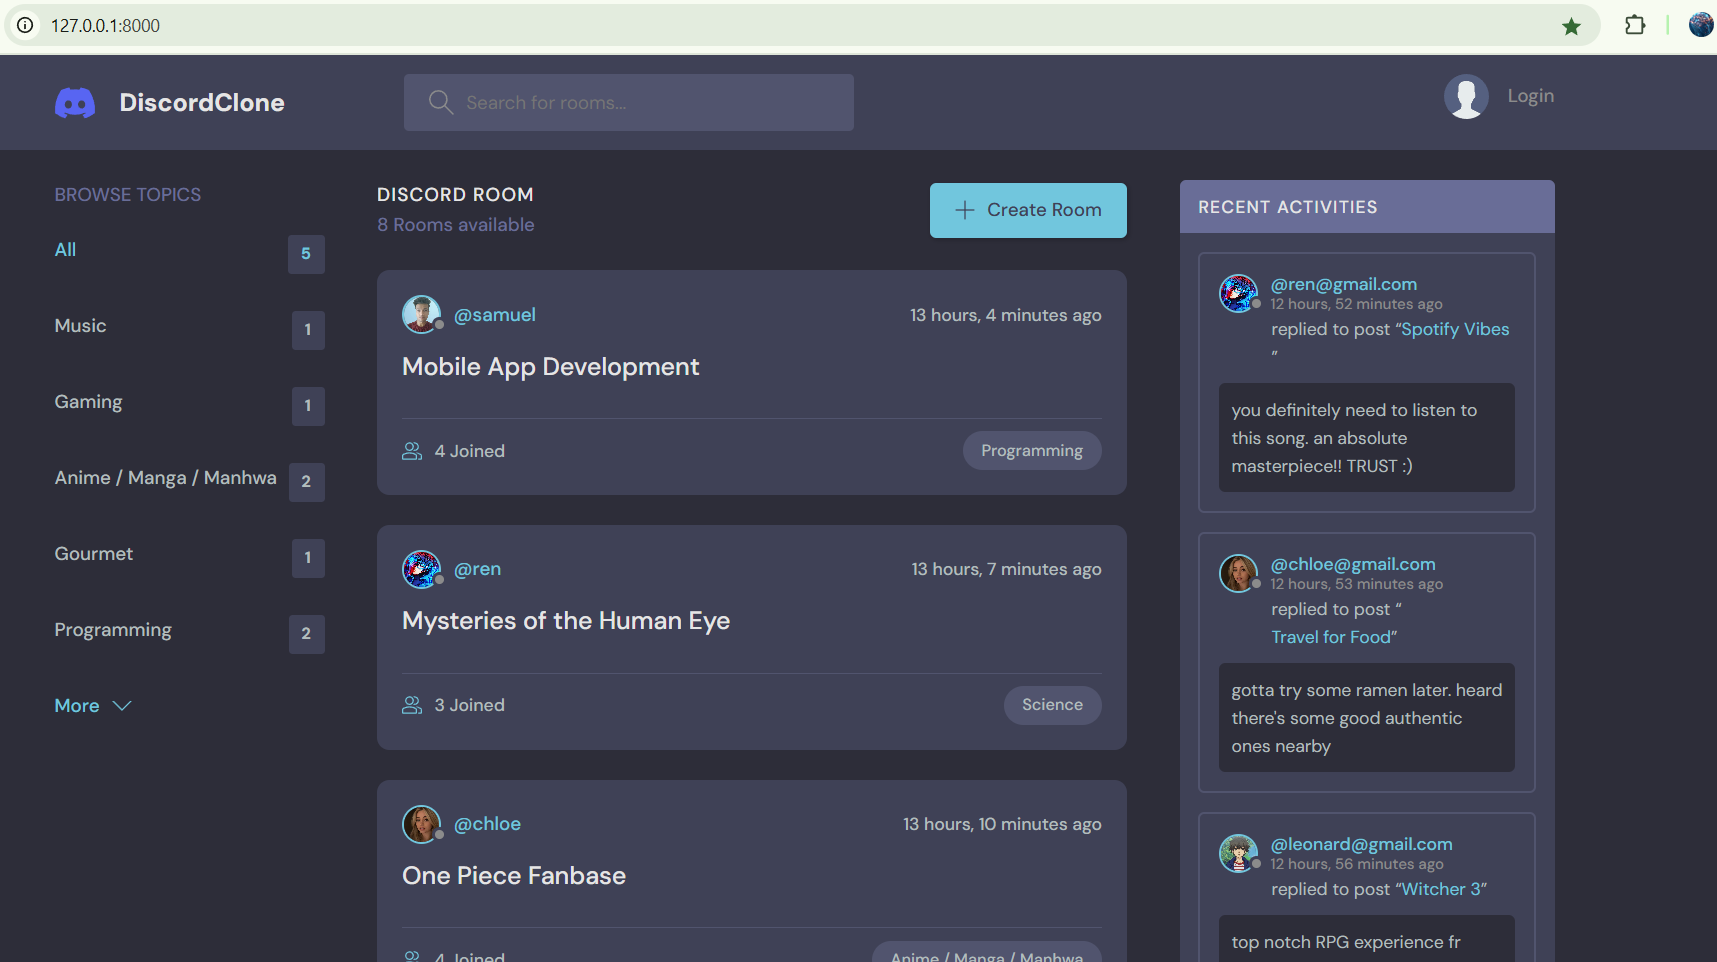 127.0.0.1:8000
DiscordClone
Search for rooms...
Login
BROWSE TOPICS
All 5
Music 1
Gaming 1
Anime / Manga / Manhwa 2
Gourmet 1
Programming 2
More
DISCORD ROOM
8 Rooms available
Create Room
@samuel 13 hours, 4 minutes ago
Mobile App Development
4 Joined Programming
@ren 13 hours, 7 minutes ago
Mysteries of the Human Eye
3 Joined Science
@chloe 13 hours, 10 minutes ago
One Piece Fanbase
4 Joined Anime / Manga / Manhwa
RECENT ACTIVITIES
@ren@gmail.com
12 hours, 52 minutes ago
replied to post “Spotify Vibes
”
you definitely need to listen to
this song. an absolute
masterpiece!! TRUST :)
@chloe@gmail.com
12 hours, 53 minutes ago
replied to post “
Travel for Food”
gotta try some ramen later. heard
there's some good authentic
ones nearby
@leonard@gmail.com
12 hours, 56 minutes ago
replied to post “Witcher 3”
top notch RPG experience fr